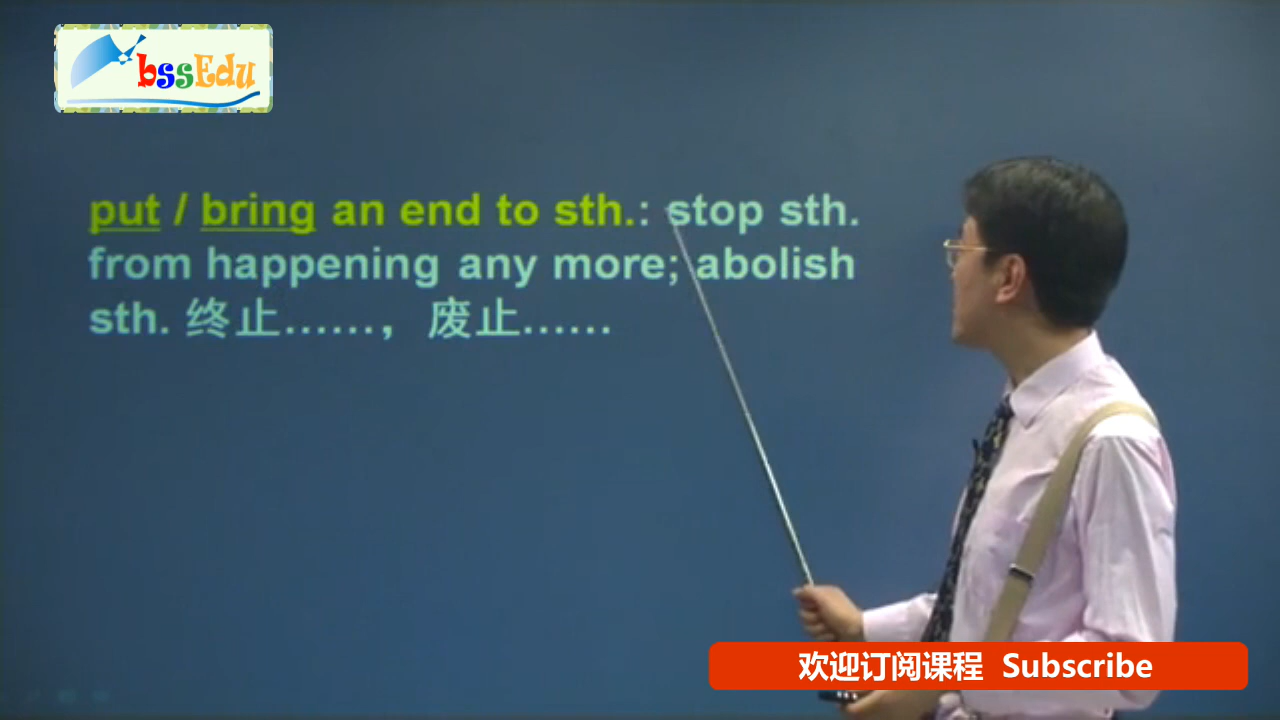 bssEdu
put / bring an end to sth.: stop sth.
from happening any more; abolish
sth. 终止……，废止……
欢迎订阅课程 Subscribe